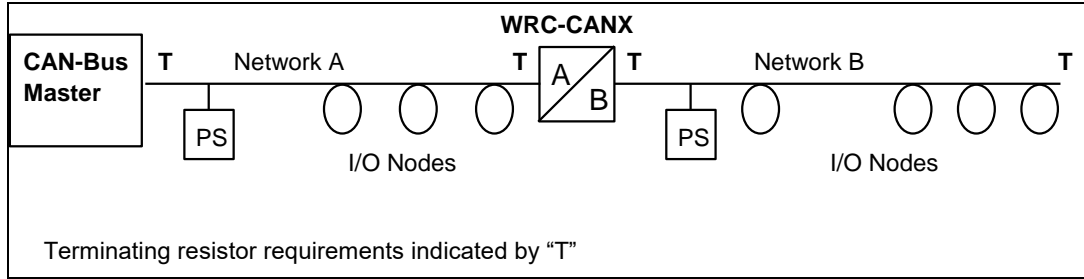 WRC-CANX
CAN-Bus Master
T
Network A
T
A
B
T
Network B
T
PS
I/O Nodes
PS
I/O Nodes
Terminating resistor requirements indicated by “T”